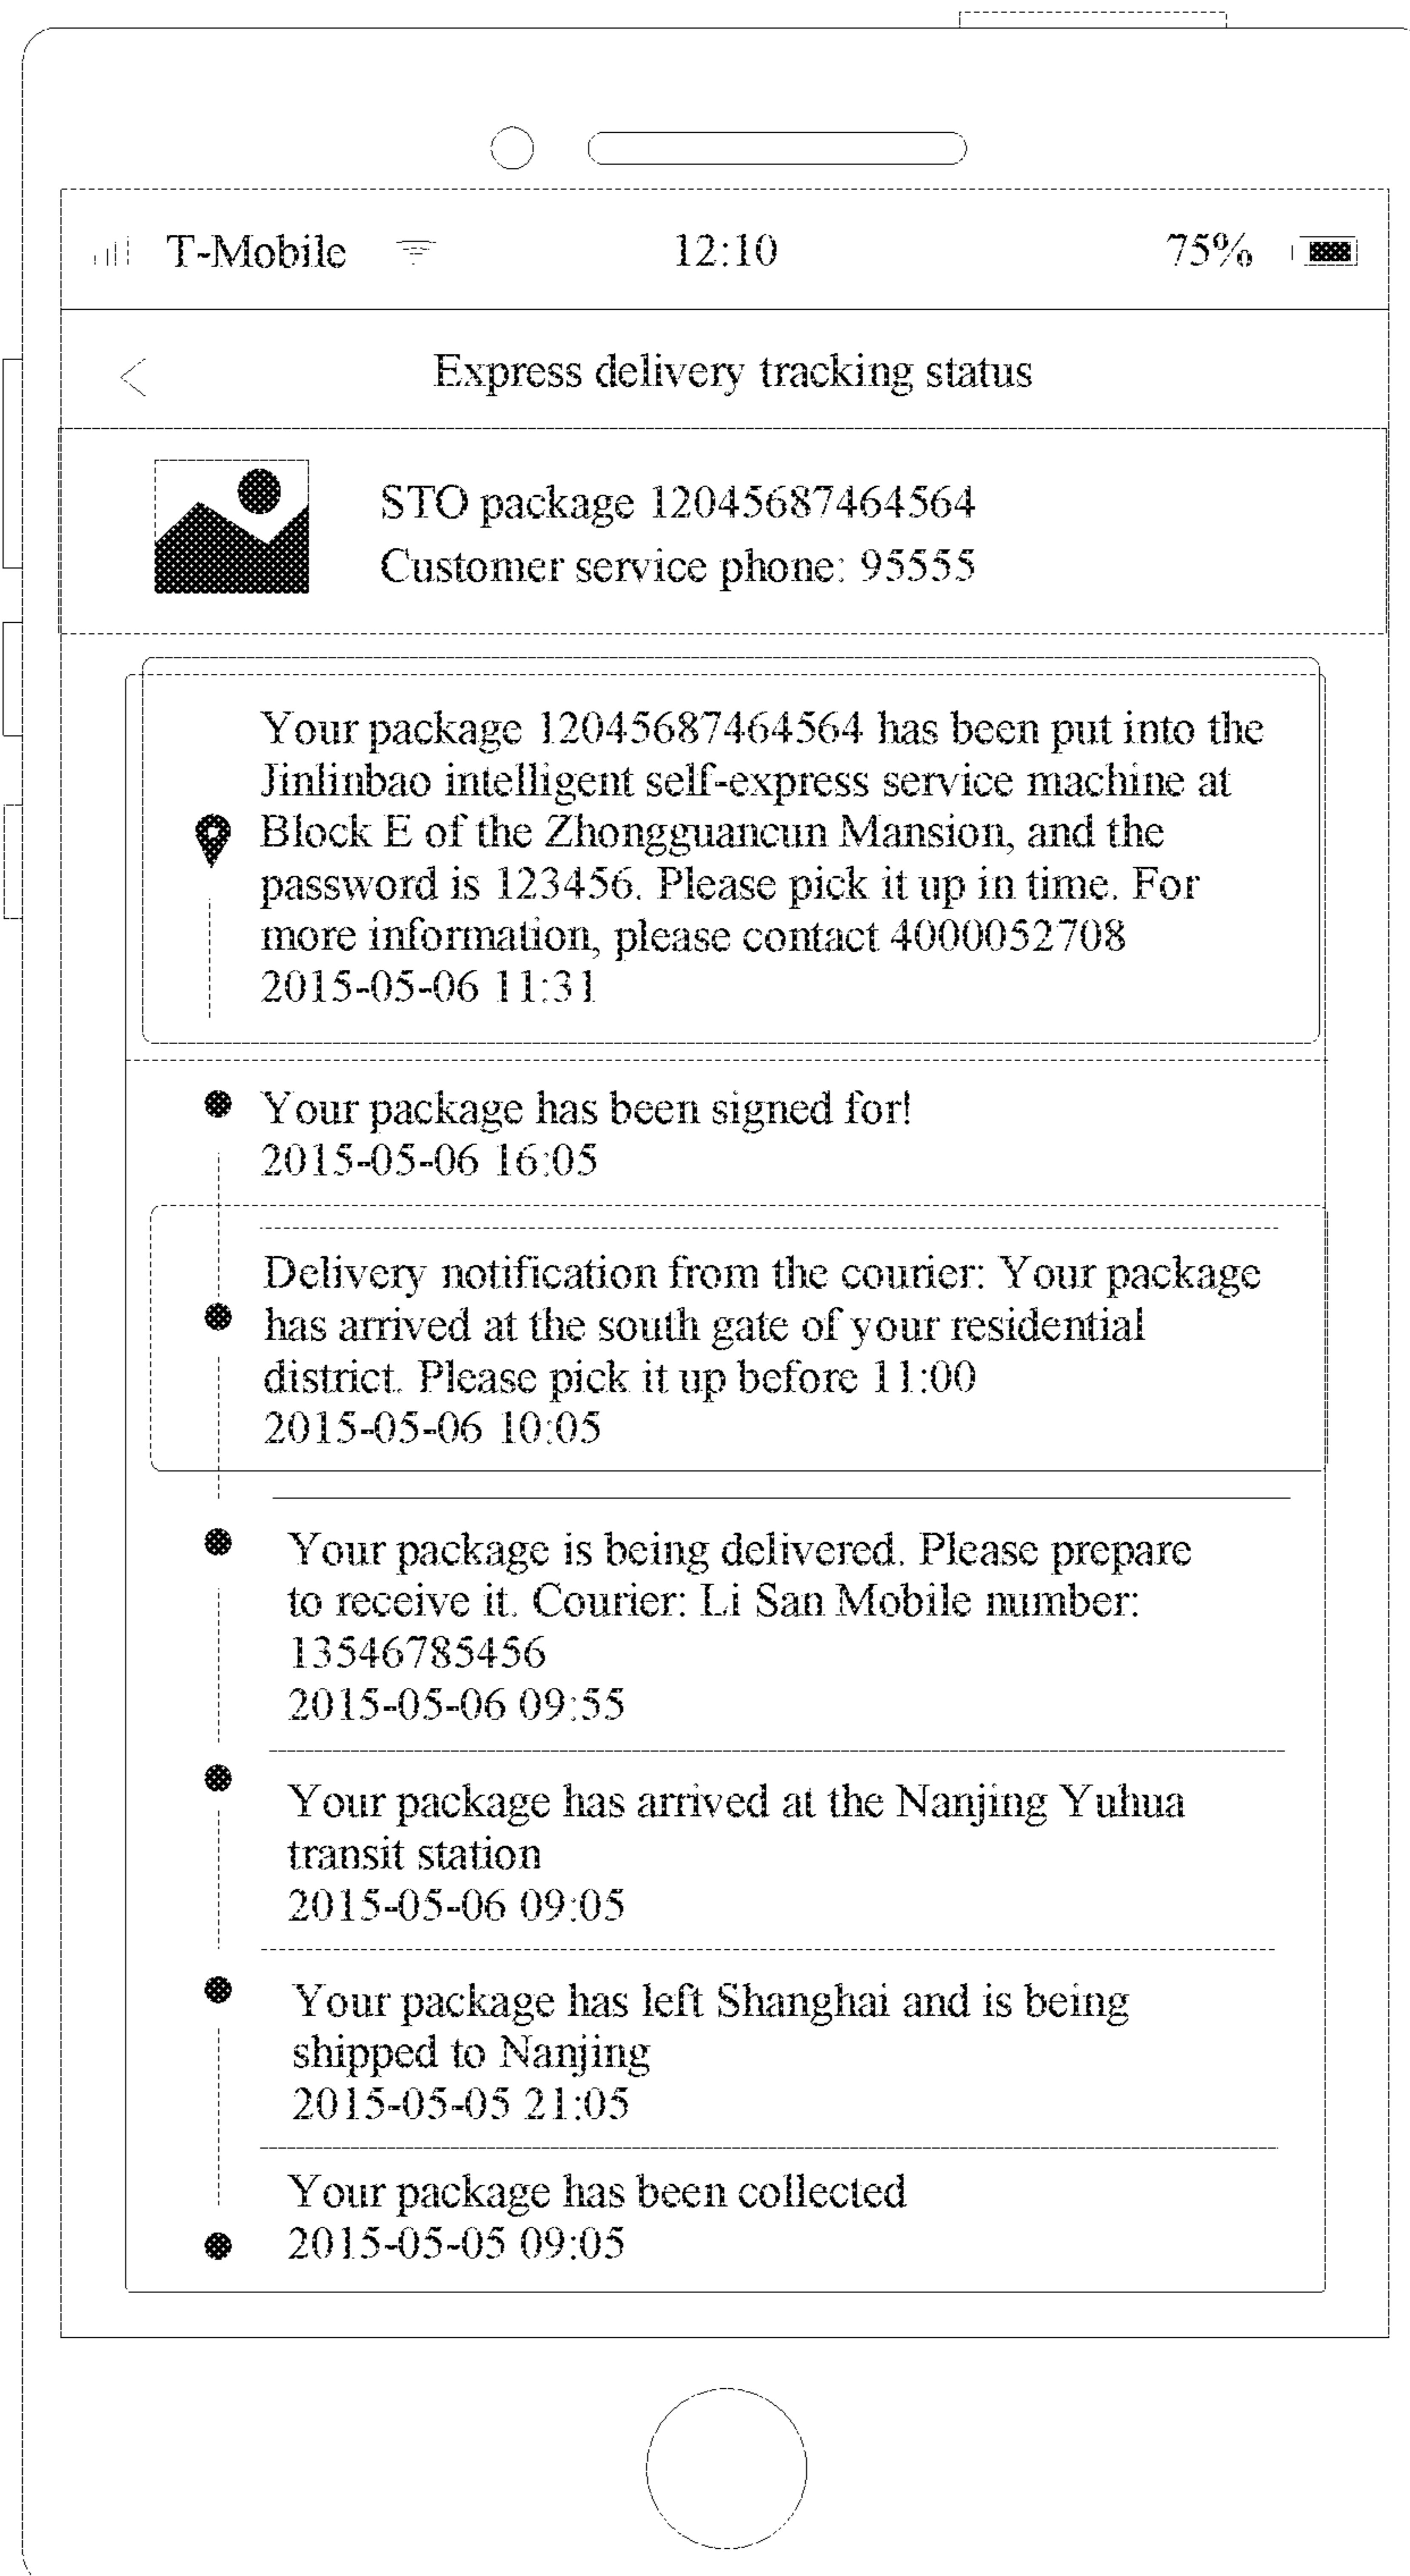 T-Mobile 12:10 75%
Express delivery tracking status
STO package 12045687464564
Customer service phone: 95555
Your package 12045687464564 has been put into the
Jinlinbao intelligent self-express service machine at
Block E of the Zhongguancun Mansion, and the
password is 123456. Please pick it up in time. For
more information, please contact 4000052708
2015-05-06 11:31
Your package has been signed for!
2015-05-06 16:05
Delivery notification from the courier: Your package
has arrived at the south gate of your residential
district. Please pick it up before 11:00
2015-05-06 10:05
Your package is being delivered. Please prepare
to receive it. Courier: Li San Mobile number:
13546785456
2015-05-06 09:55
Your package has arrived at the Nanjing Yuhua
transit station
2015-05-06 09:05
Your package has left Shanghai and is being
shipped to Nanjing
2015-05-05 21:05
Your package has been collected
2015-05-05 09:05